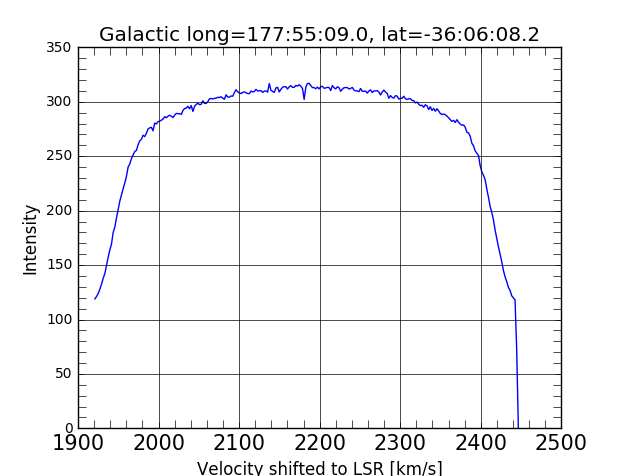 Galactic long=177:55:09.0, lat=-36:06:08.2
350
300
250
200
150
100
50
0
Intensity
1900 2000 2100 2200 2300 2400 2500
Velocity shifted to LSR [km/s]